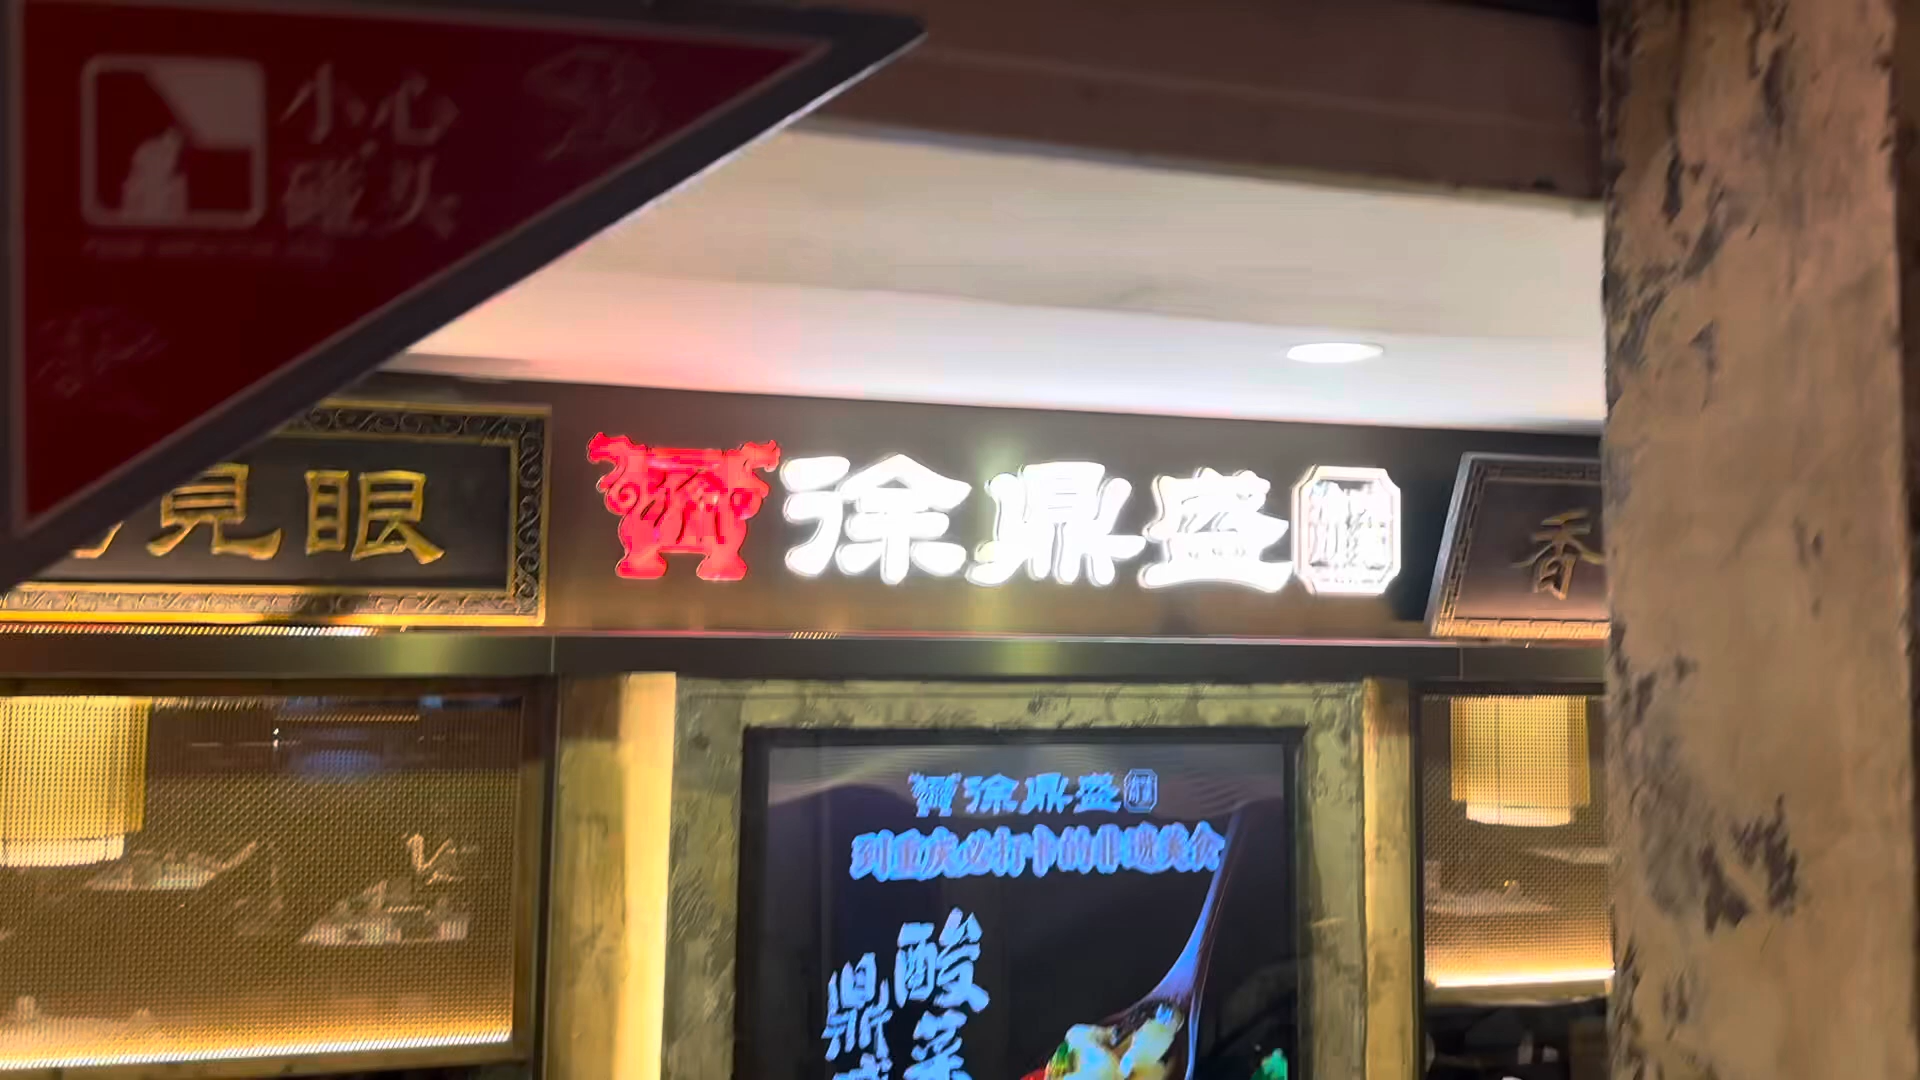 小心
碰头
見眼
徐鼎盛
香
徐鼎盛
到重庆必打卡的非遗美食
酸菜
鼎